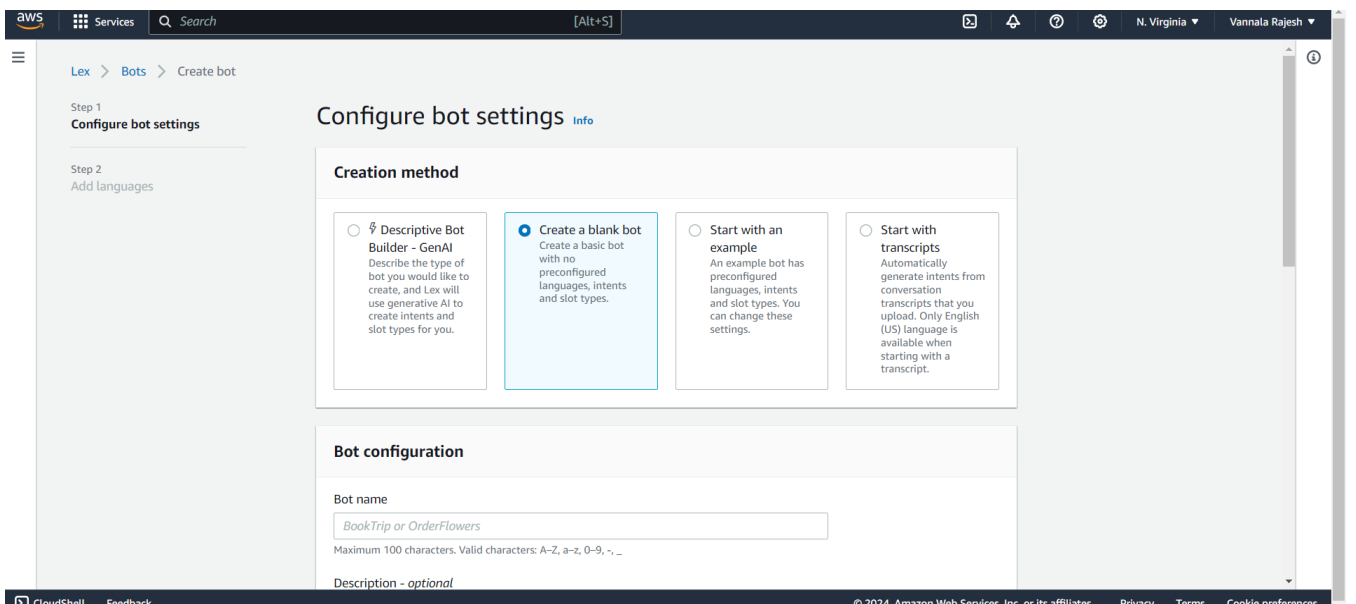 aws
Services
Search
[Alt+S]
N. Virginia ▼
Vannala Rajesh ▼
Lex > Bots > Create bot
Step 1
Configure bot settings
Step 2
Add languages
Configure bot settings Info
Creation method
Descriptive Bot
Builder - GenAI
Describe the type of
bot you would like to
create, and Lex will
use generative AI to
create intents and
slot types for you.
Create a blank bot
Create a basic bot
with no
preconfigured
languages, intents
and slot types.
Start with an
example
An example bot has
preconfigured
languages, intents
and slot types. You
can change these
settings.
Start with
transcripts
Automatically
generate intents from
conversation
transcripts that you
upload. Only English
(US) language is
available when
starting with a
transcript.
Bot configuration
Bot name
BookTrip or OrderFlowers
Maximum 100 characters. Valid characters: A–Z, a–z, 0–9, -, _
Description - optional
CloudShell Feedback
© 2024, Amazon Web Services, Inc. or its affiliates. Privacy Terms Cookie preferences